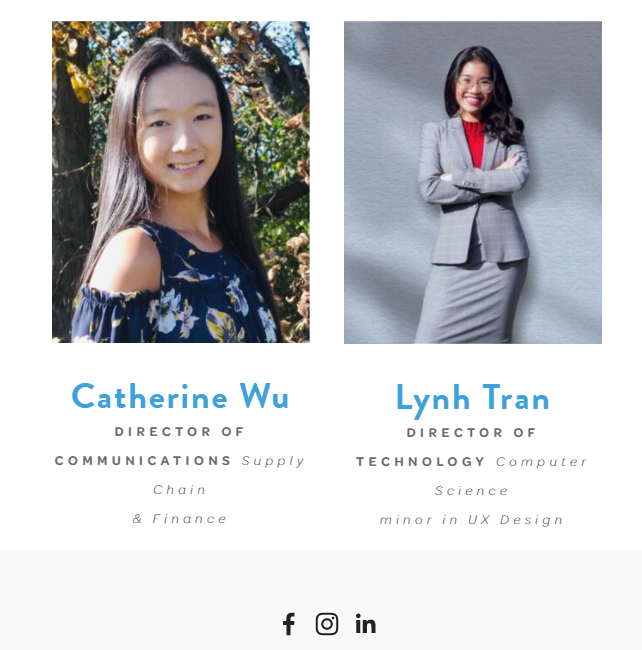 Catherine Wu
DIRECTOR OF
COMMUNICATIONS Supply
Chain
& Finance
Lynh Tran
DIRECTOR OF
TECHNOLOGY Computer
Science
minor in UX Design